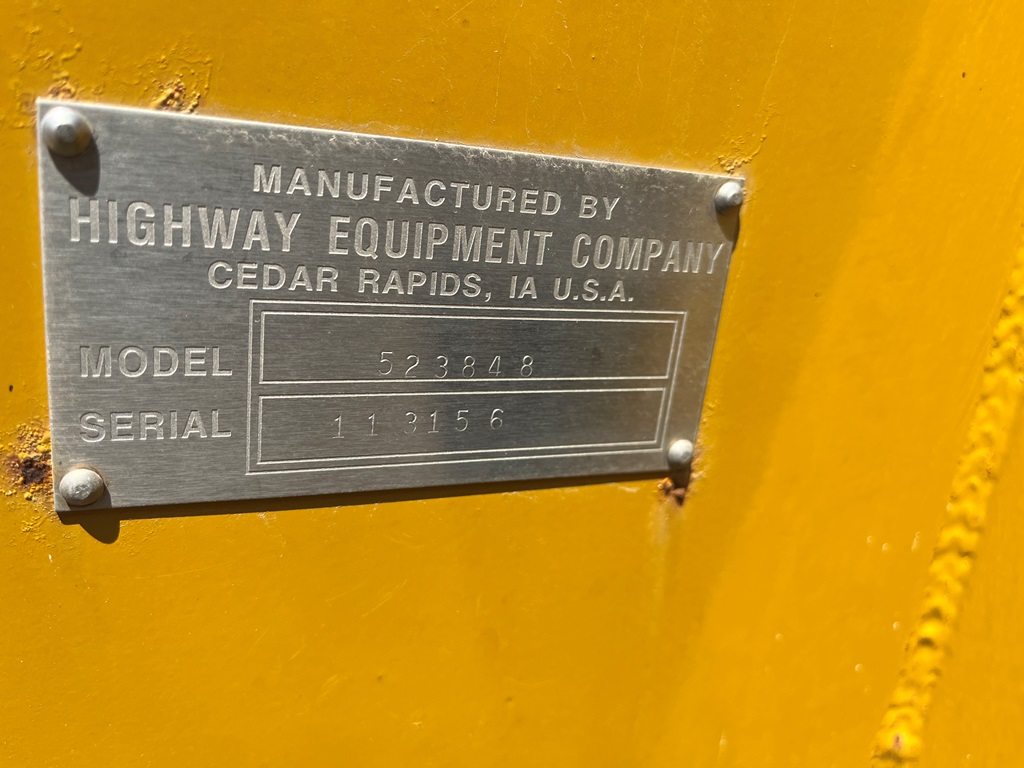 MANUFACTURED BY
HIGHWAY EQUIPMENT COMPANY
CEDAR RAPIDS, IA U.S.A.
MODEL 523848
SERIAL 113156